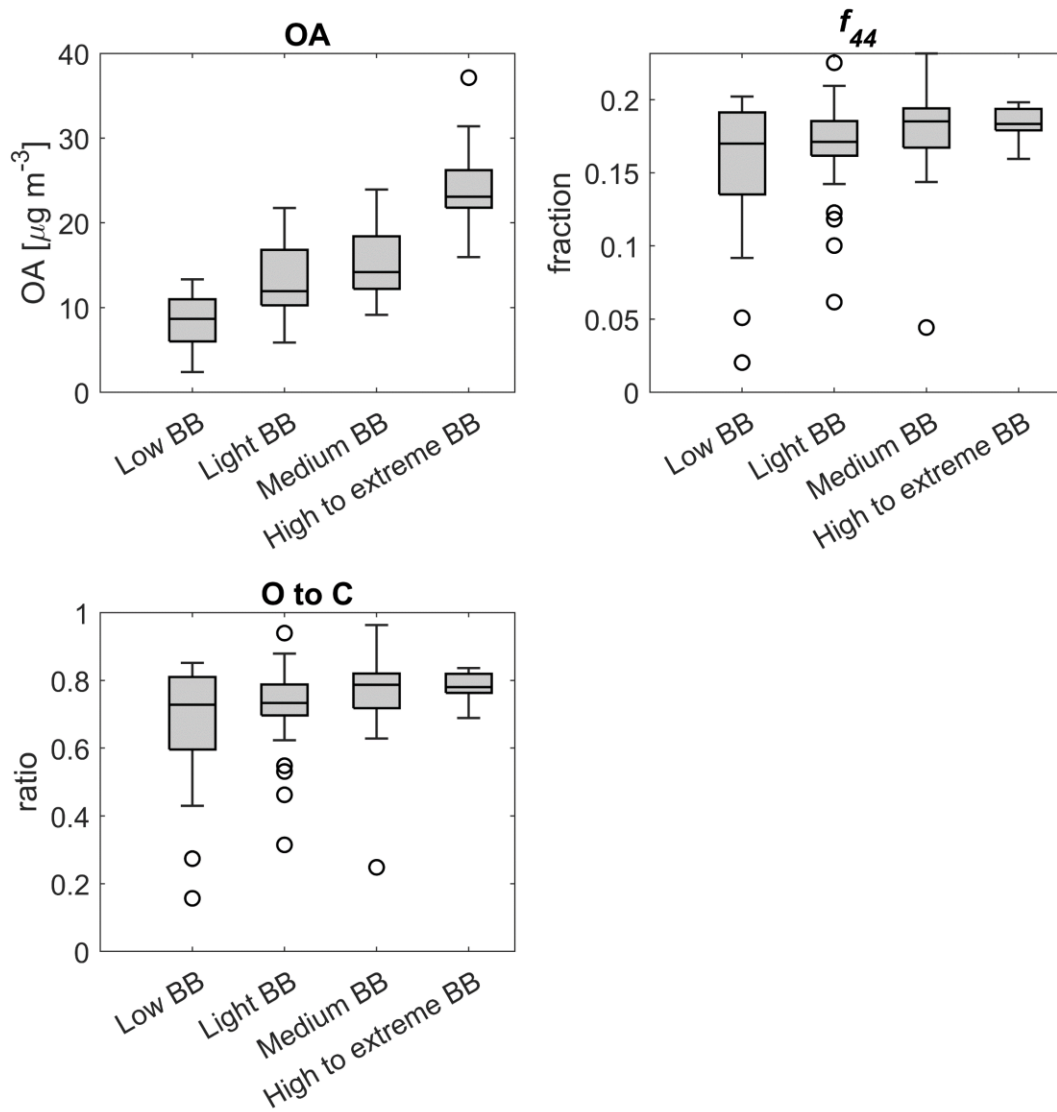 OA
40
30
20
10
0
OA [μg m⁻³]
Low BB
Light BB
Medium BB
High to extreme BB
f₄₄
0.2
0.15
0.1
0.05
0
fraction
Low BB
Light BB
Medium BB
High to extreme BB
O to C
1
0.8
0.6
0.4
0.2
0
ratio
Low BB
Light BB
Medium BB
High to extreme BB